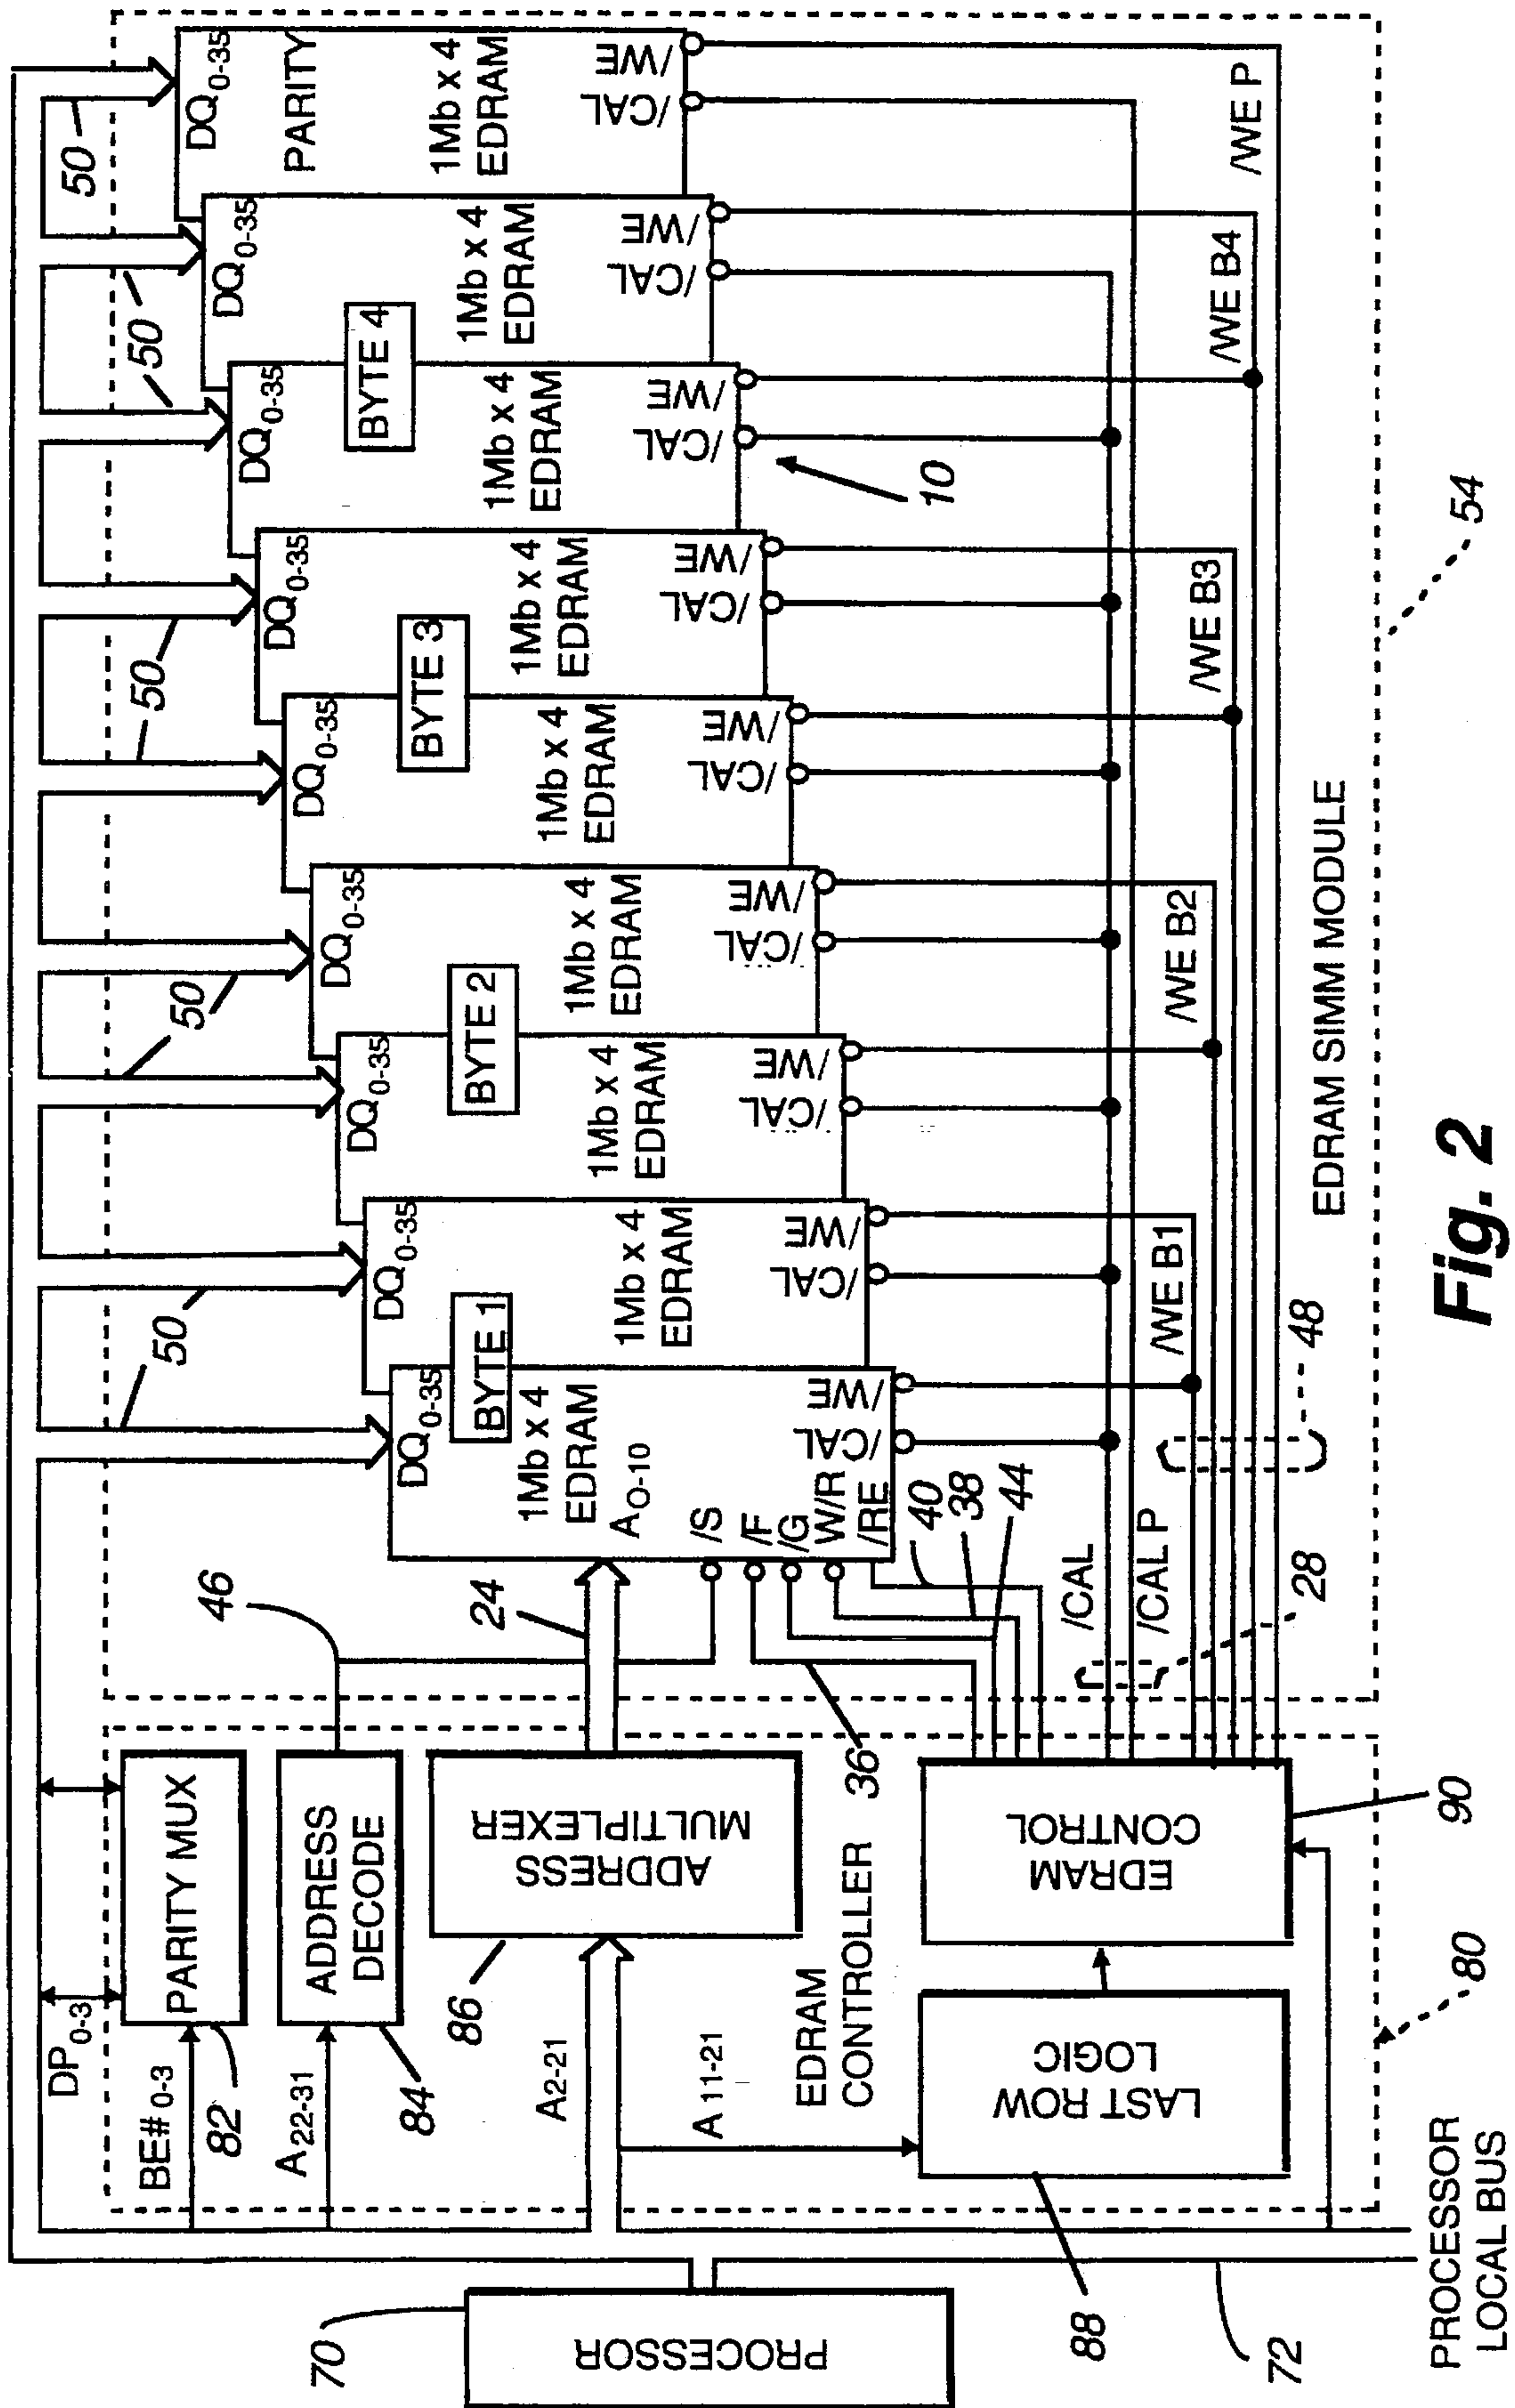 DQ0-35
PARITY
1Mb x 4
EDRAM
/CAL
/WE
50
DQ0-35
1Mb x 4
EDRAM
/CAL
/WE
50
BYTE 4
DQ0-35
1Mb x 4
EDRAM
/CAL
/WE
10
DQ0-35
1Mb x 4
EDRAM
/CAL
/WE
50
BYTE 3
DQ0-35
1Mb x 4
EDRAM
/CAL
/WE
DQ0-35
1Mb x 4
EDRAM
/CAL
/WE
50
BYTE 2
DQ0-35
1Mb x 4
EDRAM
/CAL
/WE
DQ0-35
1Mb x 4
EDRAM
/CAL
/WE
50
BYTE 1
DQ0-35
1Mb x 4
EDRAM
A0-10
/S
/F
/G
W/R
/RE
/CAL
/WE
/WE P
/WE B4
/WE B3
/WE B2
/WE B1
54
EDRAM SIMM MODULE
48
46
24
40
38
44
36
/CAL
/CAL P
28
DP0-3
PARITY MUX
BE# 0-3
82
ADDRESS
DECODE
A22-31
84
ADDRESS
MULTIPLEXER
86
A2-21
A 11-21
EDRAM
CONTROLLER
EDRAM
CONTROL
90
LAST ROW
LOGIC
88
80
PROCESSOR
70
72
PROCESSOR
LOCAL BUS
Fig. 2